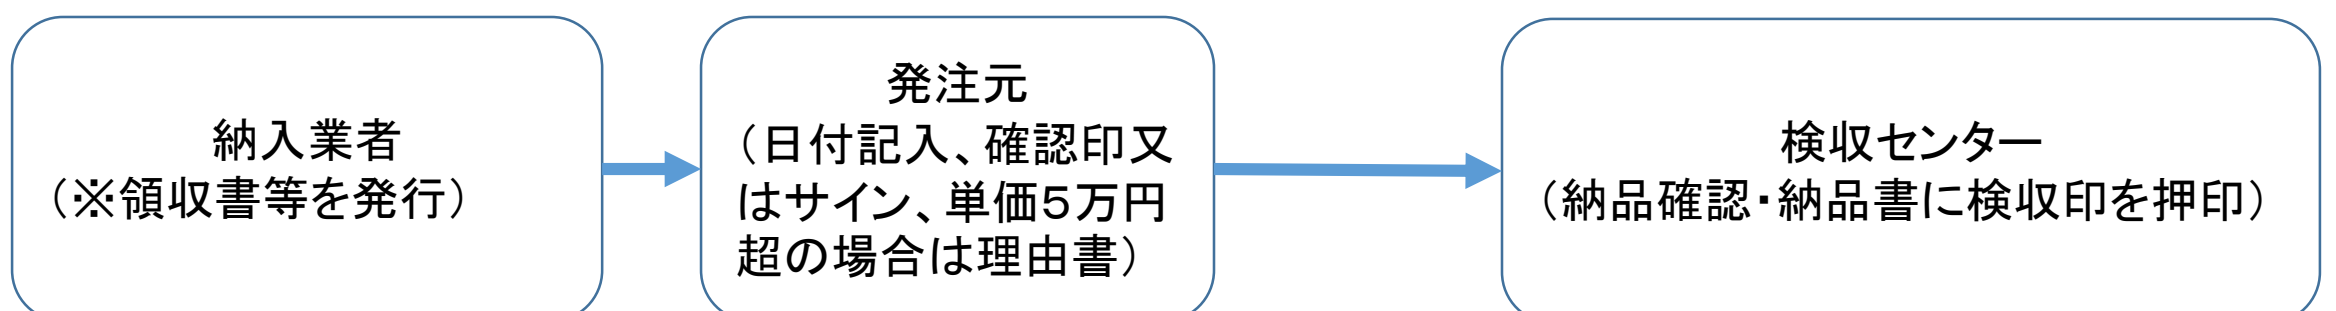 納入業者
（※領収書等を発行）
発注元
（日付記入、確認印又
はサイン、単価５万円
超の場合は理由書）
検収センター
（納品確認・納品書に検収印を押印）